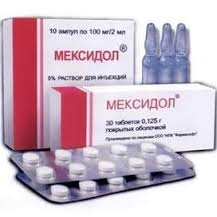 10 ампул по 100 мг/2 мл
МЕКСИДОЛ®
5% РАСТВОР ДЛЯ ИНЪЕКЦИЙ
МЕКСИДОЛ®
30 таблеток 0,125 г
покрытых оболочкой